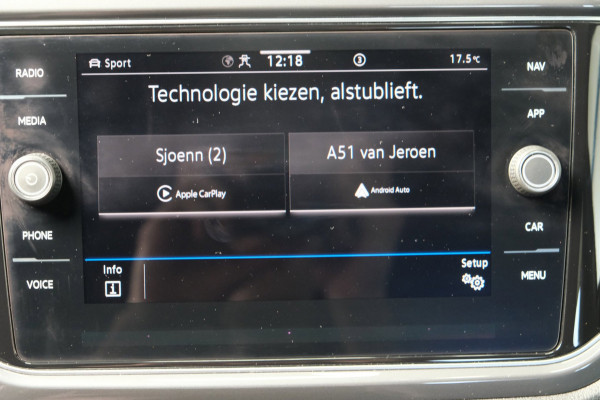 RADIO
MEDIA
PHONE
VOICE
Sport
12:18
3
17.5°C
Technologie kiezen, alstublieft.
Sjoenn (2)
Apple CarPlay
A51 van Jeroen
Android Auto
Info
i
Setup
NAV
APP
CAR
MENU